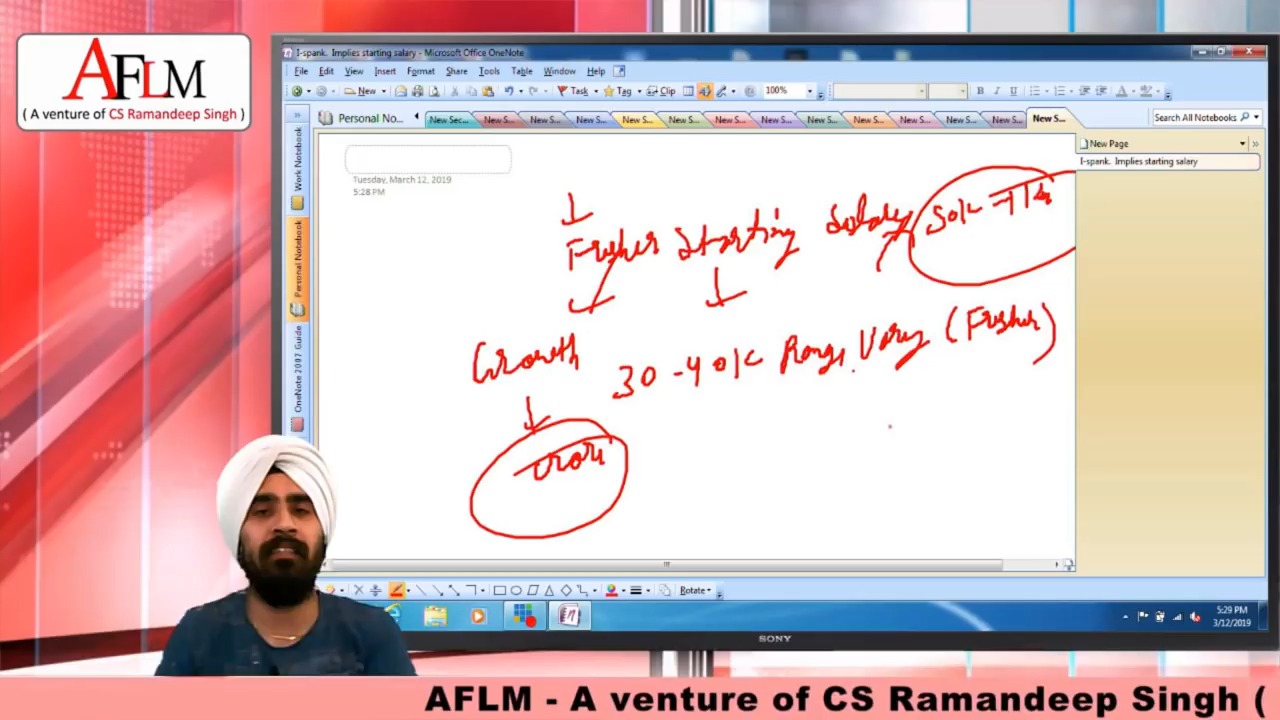 AFLM
( A venture of CS Ramandeep Singh )
I-spank. Implies starting salary - Microsoft Office OneNote
File Edit View Insert Format Share Tools Table Window Help
New Task Tag Clip 100%
Personal No... New Sec... New S... New S... New S... New S... New S... New S... New S... New S... New S... New S... New S... New S... New S... Search All Notebooks
Work Notebook
Personal Notebook
OneNote 2007 Guide
New Page
I-spank. Implies starting salary
Tuesday, March 12, 2019
5:28 PM
Fresher Starting Salary 50k - 1 
Growth 30 - 40k Range Vary (Fresher)
crore
Rotate
5:29 PM
3/12/2019
SONY
AFLM - A venture of CS Ramandeep Singh (